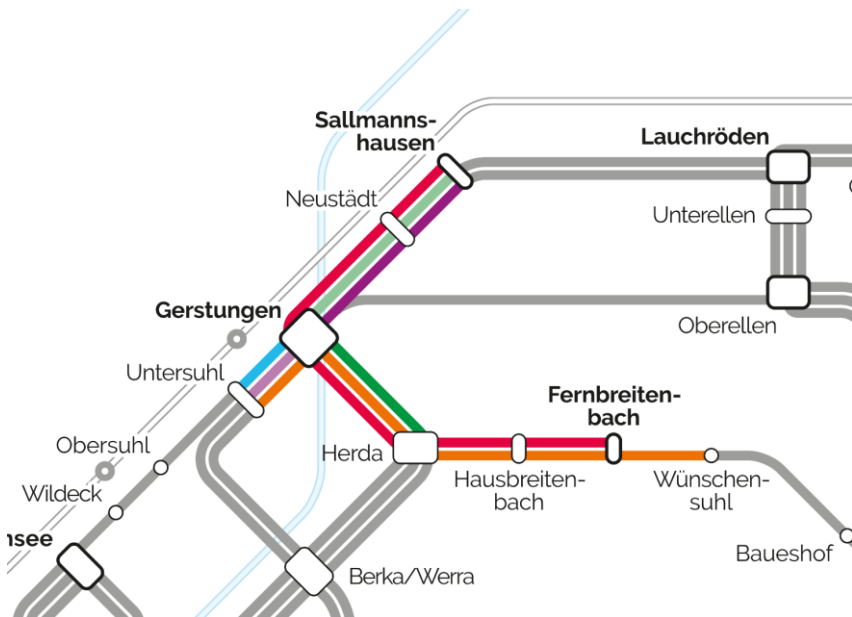 Sallmanns-
hausen
Lauchröden
Neustädt
Unterellen
Gerstungen
Oberellen
Untersuhl
Fernbreiten-
bach
Obersuhl
Herda
Hausbreiten-
bach
Wünschen-
suhl
Wildeck
nsee
Baueshof
Berka/Werra